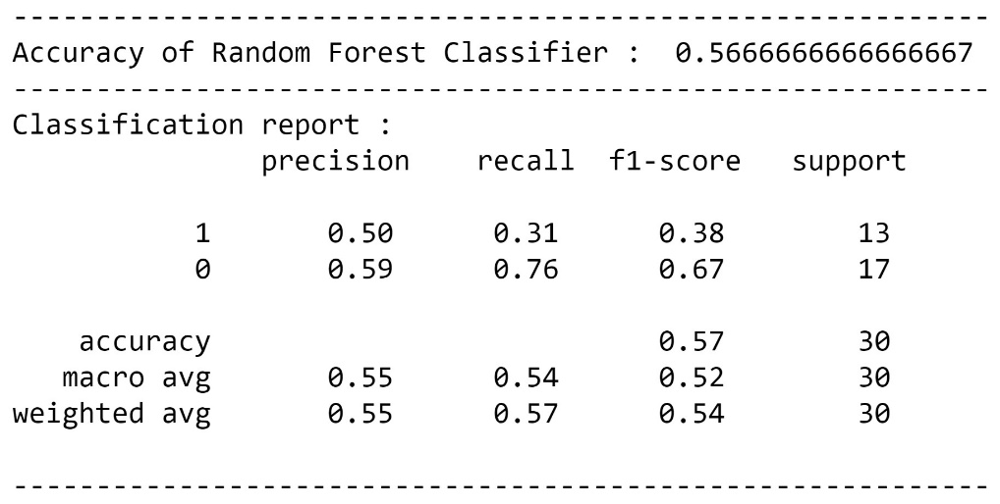 -----------------------------------------------------------
Accuracy of Random Forest Classifier :  0.5666666666666667
-----------------------------------------------------------
Classification report :
               precision    recall  f1-score   support

           1       0.50      0.31      0.38        13
           0       0.59      0.76      0.67        17

    accuracy                           0.57        30
   macro avg       0.55      0.54      0.52        30
weighted avg       0.55      0.57      0.54        30

-----------------------------------------------------------